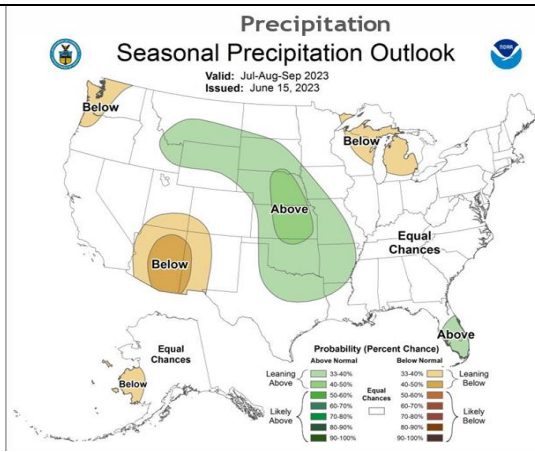 Precipitation
Seasonal Precipitation Outlook
NOAA
Valid: Jul-Aug-Sep 2023
Issued: June 15, 2023
Below
Below
Above
Equal
Chances
Below
Above
Equal
Chances
Below
Probability (Percent Chance)
Above Normal
Below Normal
Leaning
Above
33-40%
40-50%
Likely
Above
50-60%
60-70%
70-80%
80-90%
90-100%
Equal
Chances
33-40%
40-50%
Leaning
Below
50-60%
60-70%
70-80%
80-90%
90-100%
Likely
Below